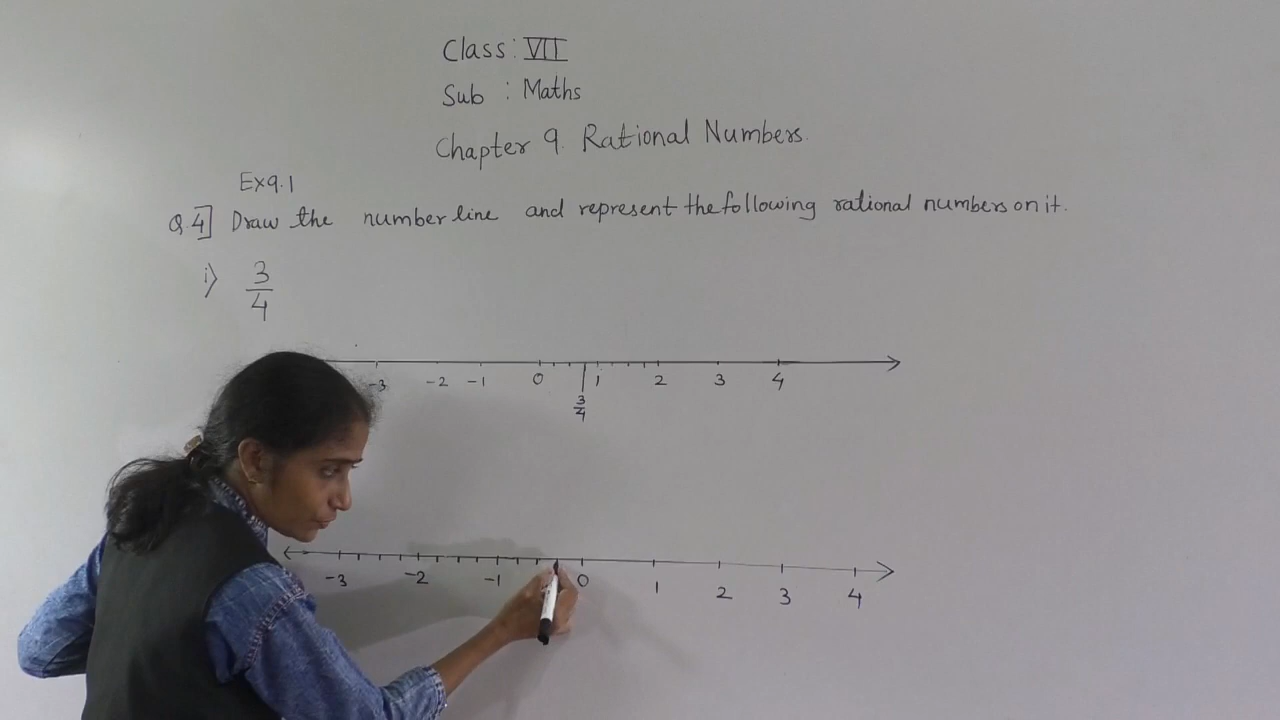 Class : VII
Sub : Maths
Chapter 9. Rational Numbers.
Ex9.1
Q.4] Draw the number line and represent the following rational numbers on it.
i) 3/4
-3 -2 -1 0 1 2 3 4
3/4
-3 -2 -1 0 1 2 3 4